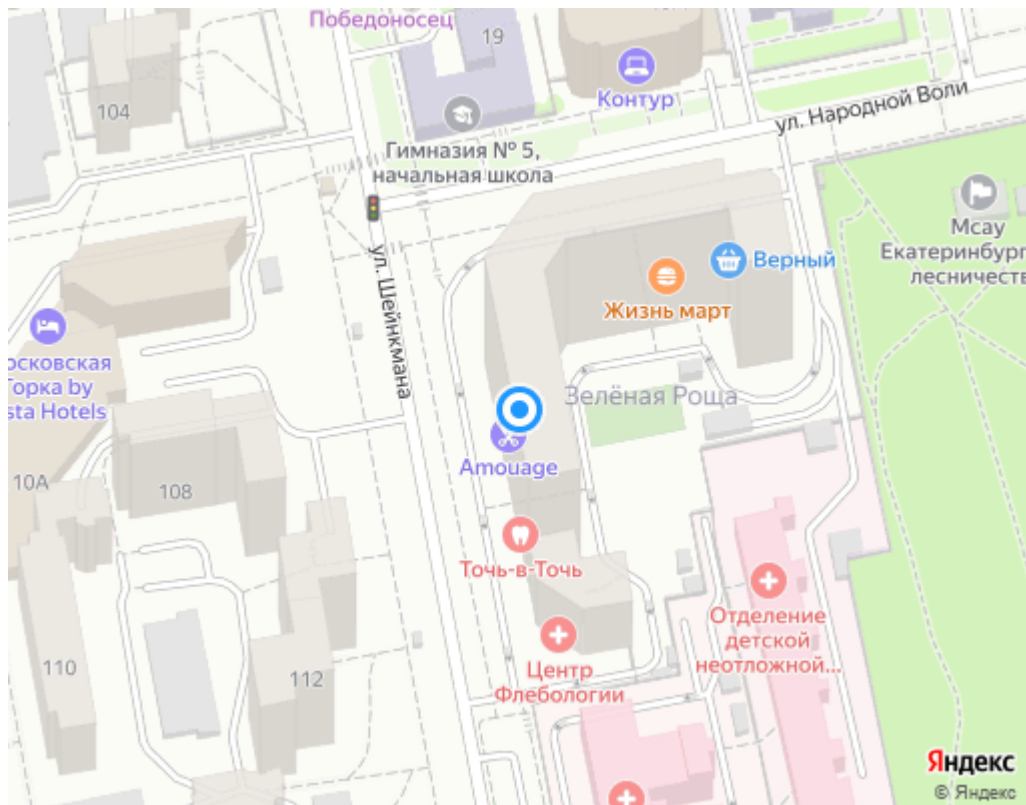 Победоносец
19
Контур
ул. Народной Воли
104
Гимназия № 5,
начальная школа
Мсау
Екатеринбург
лесничеств
ул. Шейнкмана
Верный
Жизнь март
осковская
Горка by
sta Hotels
Зелёная Роща
Amouage
10А
108
Точь-в-Точь
Отделение
детской
неотложной...
110
112
Центр
Флебологии
Яндекс
© Яндекс